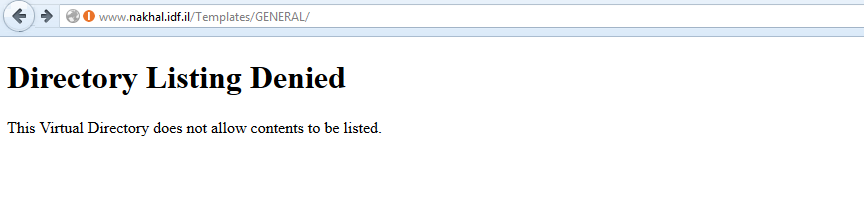 www.nakhal.idf.il/Templates/GENERAL/
Directory Listing Denied
This Virtual Directory does not allow contents to be listed.